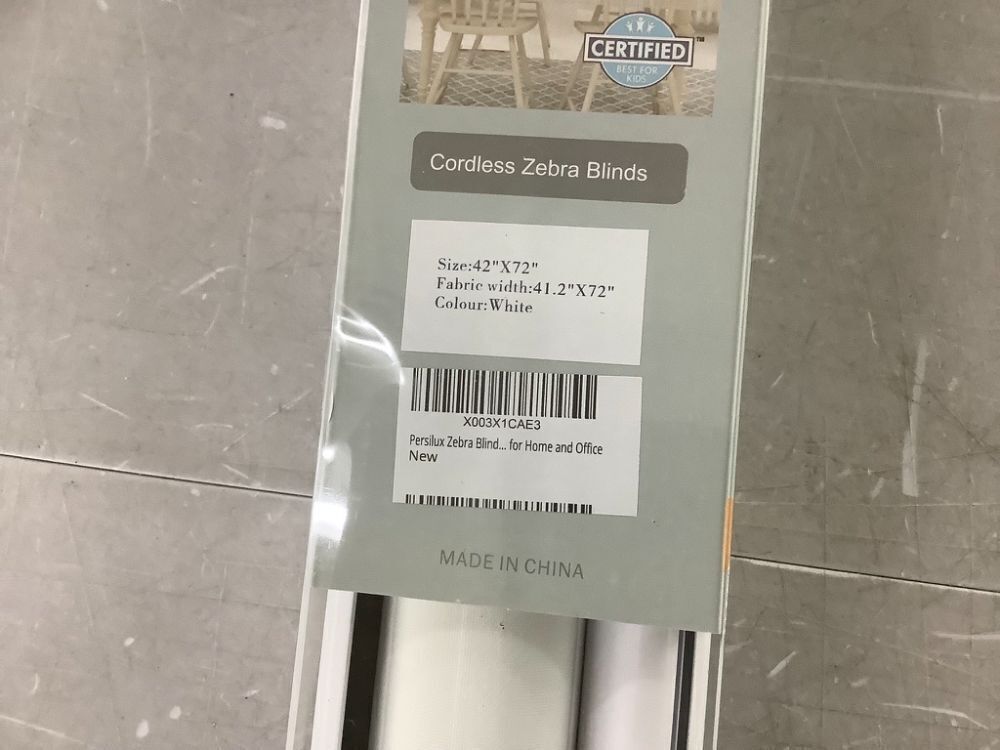 CERTIFIED™
BEST FOR
KIDS
Cordless Zebra Blinds
Size:42"X72"
Fabric width:41.2"X72"
Colour:White
X003X1CAE3
Persilux Zebra Blind... for Home and Office
New
MADE IN CHINA